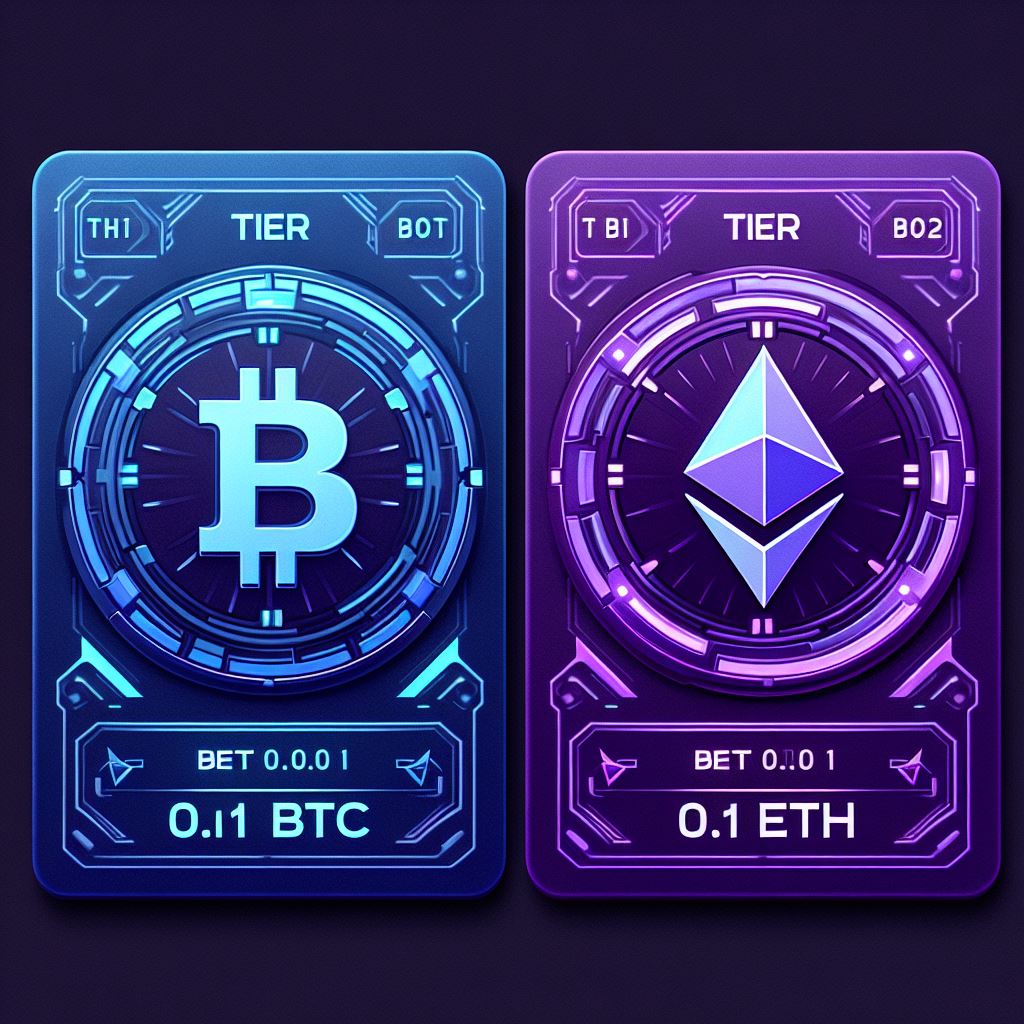 TH1 TIER BOT
BET 0.0.0 1
0.i1 BTC
T BI TIER B02
BET 0..0 1
0.1 ETH